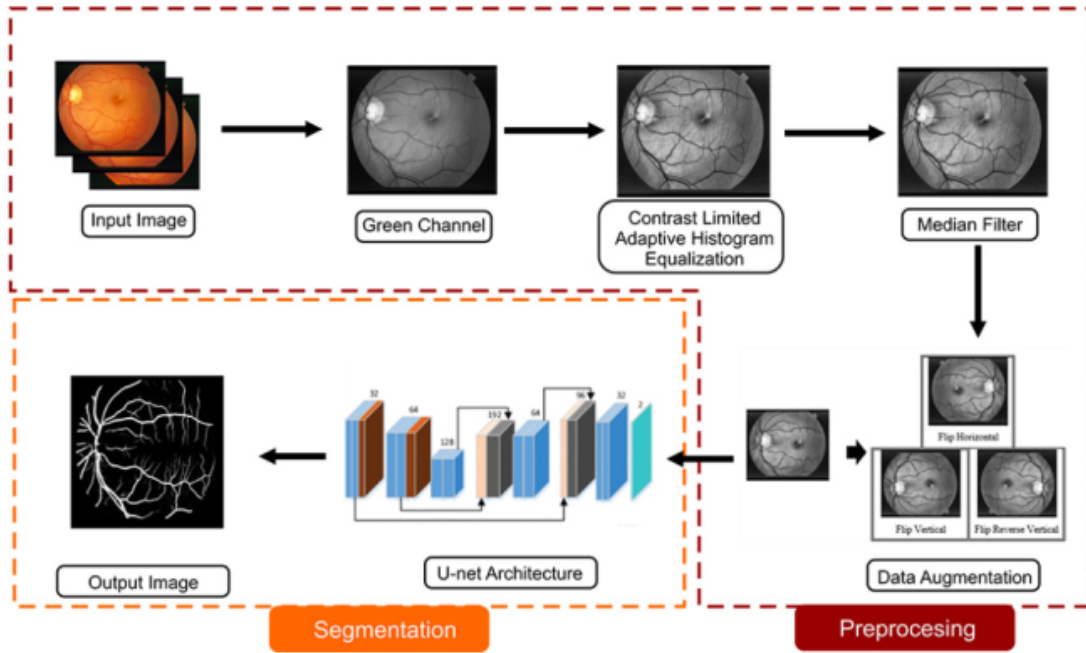 Input Image
Green Channel
Contrast Limited
Adaptive Histogram
Equalization
Median Filter
32
64
128
192
64
96
32
2
Flip Horizontal
Flip Vertical
Flip Reverse Vertical
Output Image
U-net Architecture
Data Augmentation
Segmentation
Preprocesing